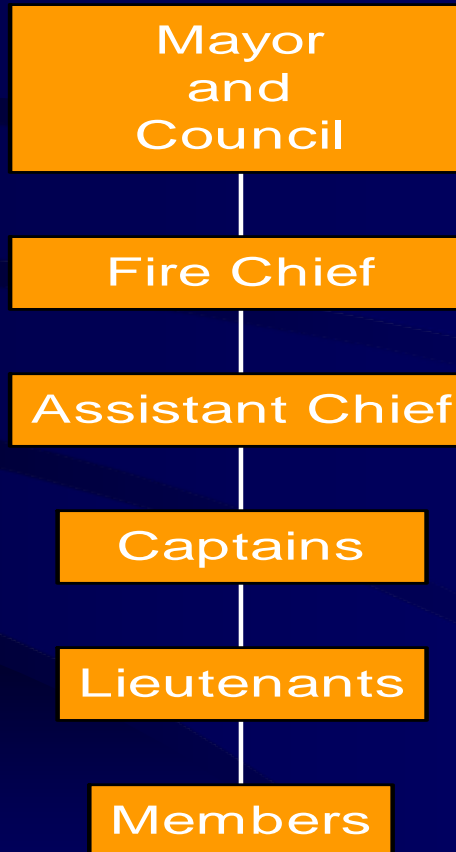 Mayor
and
Council
Fire Chief
Assistant Chief
Captains
Lieutenants
Members